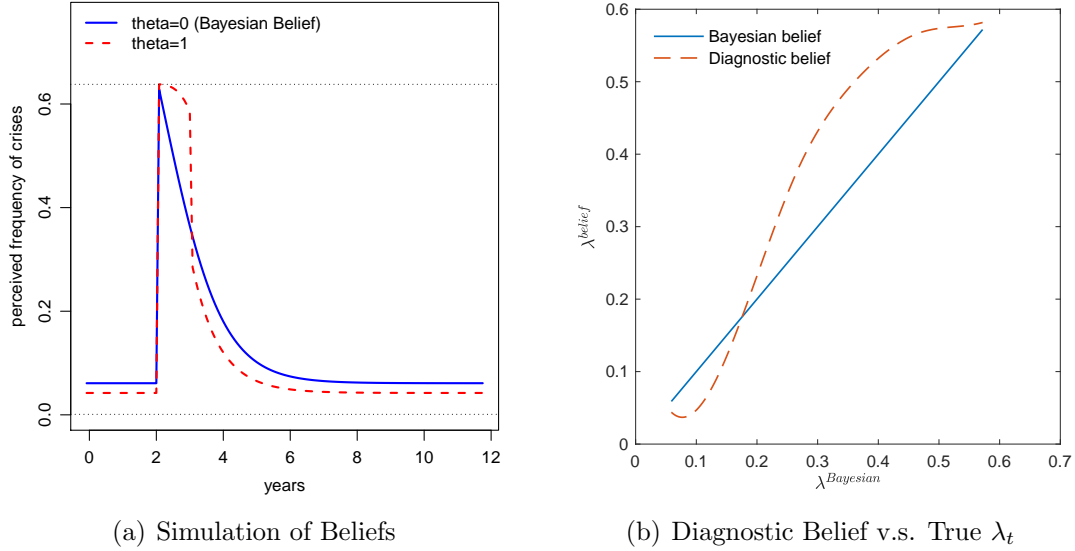 theta=0 (Bayesian Belief)
theta=1
perceived frequency of crises
0.6
0.4
0.2
0.0
0 2 4 6 8 10 12
years
(a) Simulation of Beliefs
0.6
0.5
0.4
0.3
0.2
0.1
0
Bayesian belief
Diagnostic belief
λ^{belief}
0 0.1 0.2 0.3 0.4 0.5 0.6 0.7
λ^{Bayesian}
(b) Diagnostic Belief v.s. True λ_t